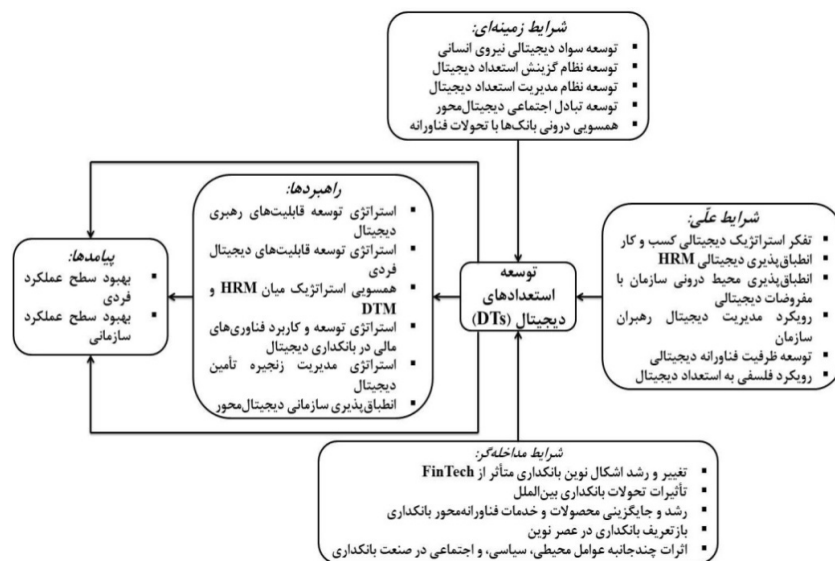 شرایط زمینه‌ای:
▪ توسعه سواد دیجیتالی نیروی انسانی
▪ توسعه نظام گزینش استعداد دیجیتال
▪ توسعه نظام مدیریت استعداد دیجیتال
▪ توسعه تبادل اجتماعی دیجیتال‌محور
▪ همسویی درونی بانک‌ها با تحولات فناورانه
شرایط علّی:
▪ تفکر استراتژیک دیجیتالی کسب و کار
▪ انطباق‌پذیری دیجیتالی HRM
▪ انطباق‌پذیری محیط درونی سازمان با
مفروضات دیجیتالی
▪ رویکرد مدیریت دیجیتال رهبران
سازمان
▪ توسعه ظرفیت فناورانه دیجیتالی
▪ رویکرد فلسفی به استعداد دیجیتال
توسعه
استعدادهای
دیجیتال (DTs)
راهبردها:
▪ استراتژی توسعه قابلیت‌های رهبری
دیجیتال
▪ استراتژی توسعه قابلیت‌های دیجیتال
فردی
▪ همسویی استراتژیک میان HRM و
DTM
▪ استراتژی توسعه و کاربرد فناوری‌های
مالی در بانکداری دیجیتال
▪ استراتژی مدیریت زنجیره تأمین
دیجیتال
▪ انطباق‌پذیری سازمانی دیجیتال‌محور
پیامدها:
▪ بهبود سطح عملکرد
فردی
▪ بهبود سطح عملکرد
سازمانی
شرایط مداخله‌گر:
▪ تغییر و رشد اشکال نوین بانکداری متأثر از FinTech
▪ تأثیرات تحولات بانکداری بین‌الملل
▪ رشد و جایگزینی محصولات و خدمات فناورانه‌محور بانکداری
▪ بازتعریف بانکداری در عصر نوین
▪ اثرات چندجانبه عوامل محیطی، سیاسی، و اجتماعی در صنعت بانکداری